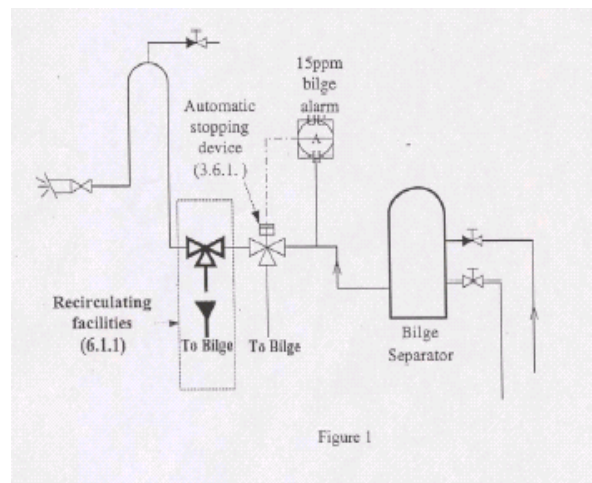 15ppm
bilge
alarm
Automatic
stopping
device
(3.6.1. )
A
Recirculating
facilities
(6.1.1)
To Bilge
To Bilge
Bilge
Separator
Figure 1